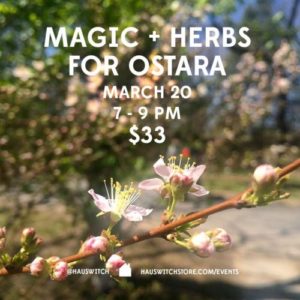 MAGIC + HERBS
FOR OSTARA
MARCH 20
7 - 9 PM
$33
@HAUSWITCH HAUSWITCHSTORE.COM/EVENTS